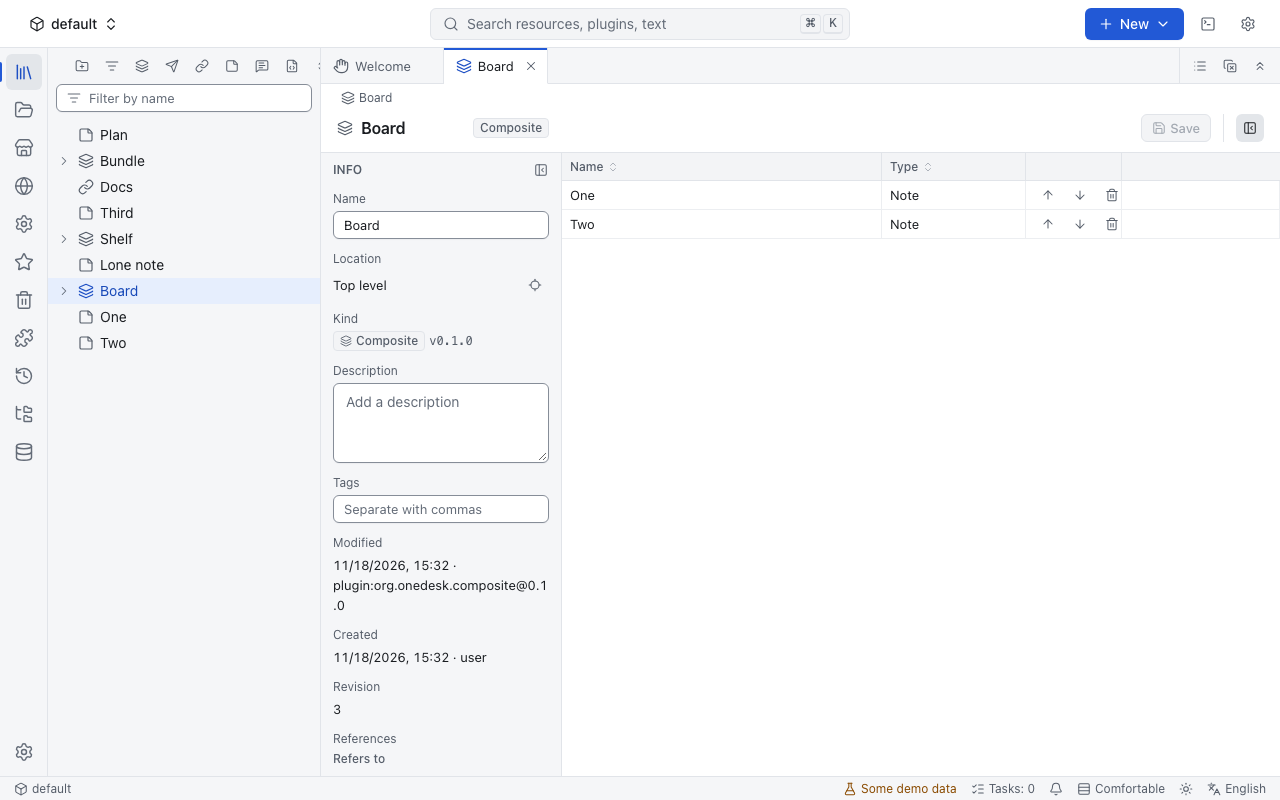 default
Search resources, plugins, text
⌘ K
New
Welcome
Board
Filter by name
Plan
Bundle
Docs
Third
Shelf
Lone note
Board
One
Two
Board
Board
Composite
Save
INFO
Name
Board
Location
Top level
Kind
Composite v0.1.0
Description
Add a description
Tags
Separate with commas
Modified
11/18/2026, 15:32 ·
plugin:org.onedesk.composite@0.1
.0
Created
11/18/2026, 15:32 · user
Revision
3
References
Refers to
Name Type
One Note
Two Note
default
Some demo data
Tasks: 0
Comfortable
English